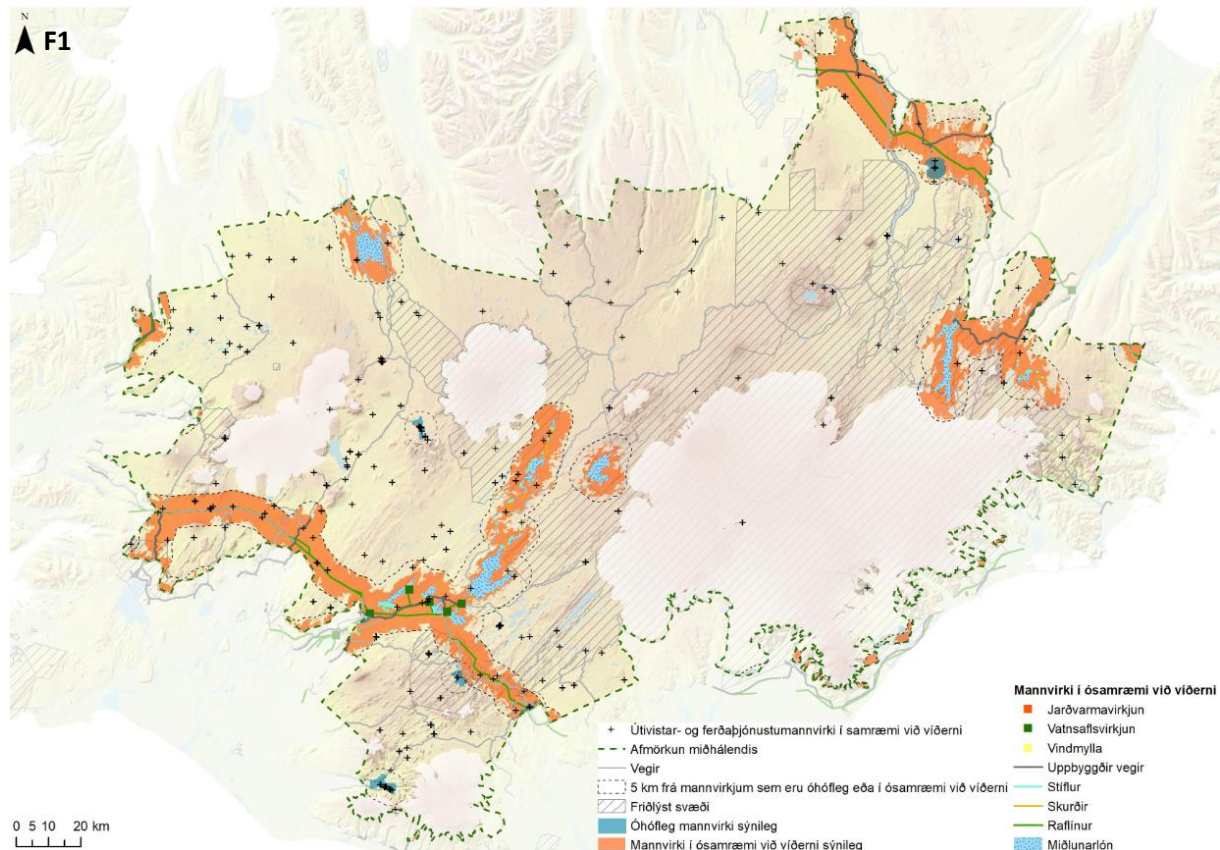 N
F1
Útivistar- og ferðaþjónustumannvirki í samræmi við víðerni
Afmörkun miðhálendis
Vegir
5 km frá mannvirkjum sem eru óhófleg eða í ósamræmi við víðerni
Friðlýst svæði
Óhófleg mannvirki sýnileg
Mannvirki í ósamræmi við víðerni sýnileg
Mannvirki í ósamræmi við víðerni
Jarðvarmavirkjun
Vatnsaflsvirkjun
Vindmylla
Uppbyggðir vegir
Stíflur
Skurðir
Raflínur
Miðlunarlón
0 5 10 20 km